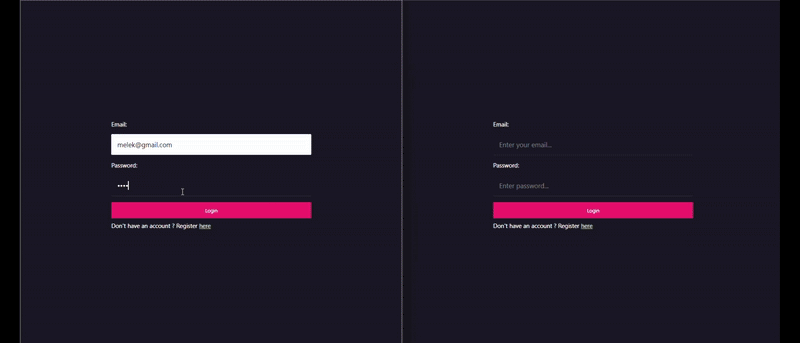 Email:
melek@gmail.com
Password:
••••
Login
Don't have an account ? Register here
Email:
Enter your email...
Password:
Enter password...
Login
Don't have an account ? Register here